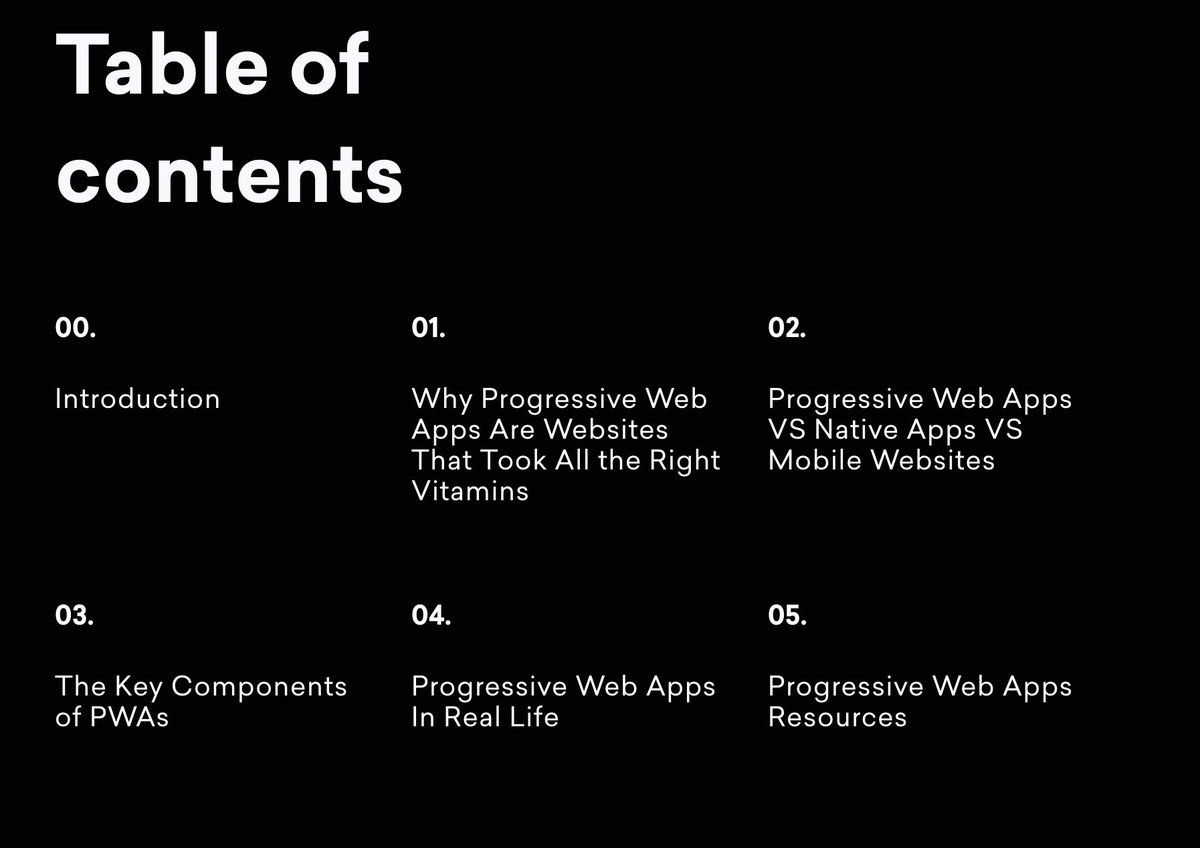 Table of
contents
00.
Introduction
01.
Why Progressive Web
Apps Are Websites
That Took All the Right
Vitamins
02.
Progressive Web Apps
VS Native Apps VS
Mobile Websites
03.
The Key Components
of PWAs
04.
Progressive Web Apps
In Real Life
05.
Progressive Web Apps
Resources